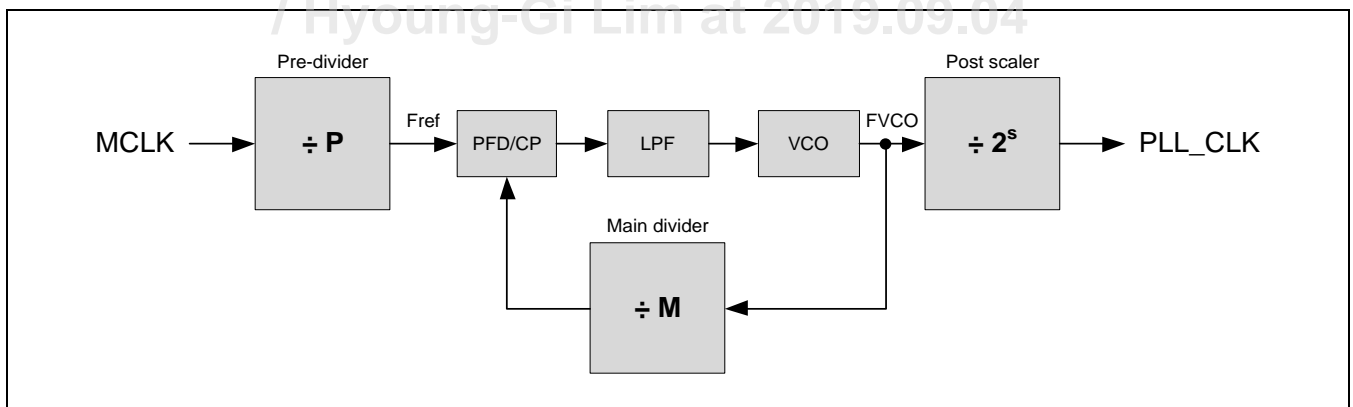 / Hyoung-Gi Lim at 2019.09.04
Pre-divider
Post scaler
MCLK
÷ P
Fref
PFD/CP
LPF
VCO
FVCO
÷ 2ˢ
PLL_CLK
Main divider
÷ M